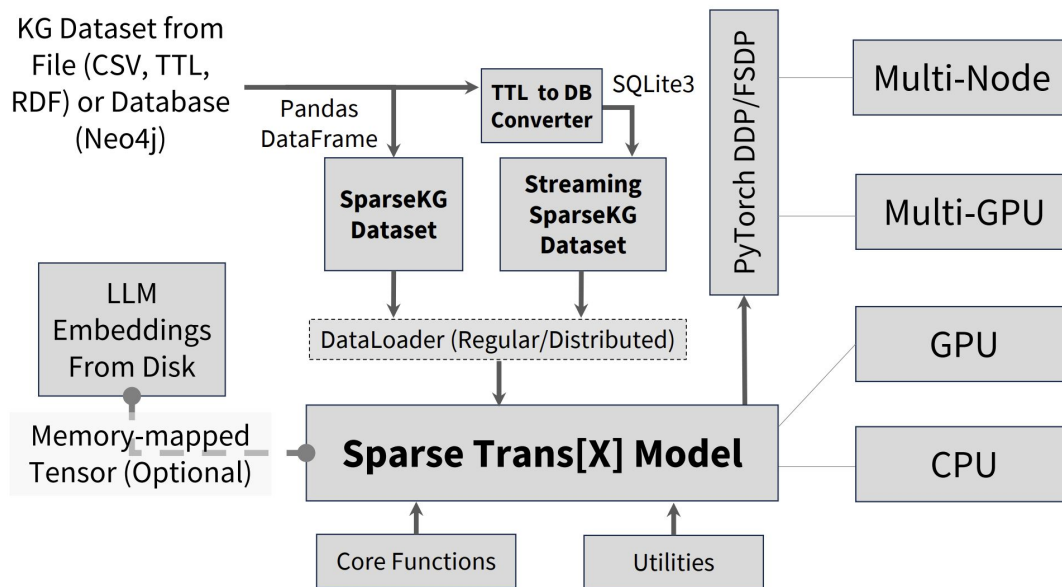 KG Dataset from
File (CSV, TTL,
RDF) or Database
(Neo4j)
Pandas
DataFrame
TTL to DB
Converter
SQLite3
SparseKG
Dataset
Streaming
SparseKG
Dataset
PyTorch DDP/FSDP
Multi-Node
Multi-GPU
GPU
CPU
LLM
Embeddings
From Disk
DataLoader (Regular/Distributed)
Memory-mapped
Tensor (Optional)
Sparse Trans[X] Model
Core Functions
Utilities